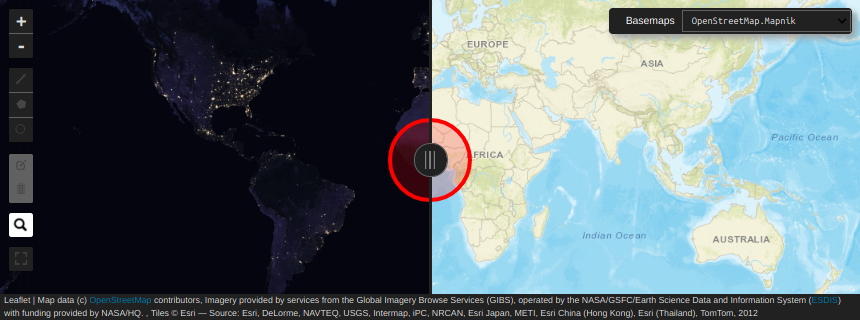 +
-
Basemaps OpenStreetMap.Mapnik
EUROPE
ASIA
AFRICA
Pacific Ocean
Indian Ocean
AUSTRALIA
Leaflet | Map data (c) OpenStreetMap contributors, Imagery provided by services from the Global Imagery Browse Services (GIBS), operated by the NASA/GSFC/Earth Science Data and Information System (ESDIS)
with funding provided by NASA/HQ. , Tiles © Esri — Source: Esri, DeLorme, NAVTEQ, USGS, Intermap, iPC, NRCAN, Esri Japan, METI, Esri China (Hong Kong), Esri (Thailand), TomTom, 2012